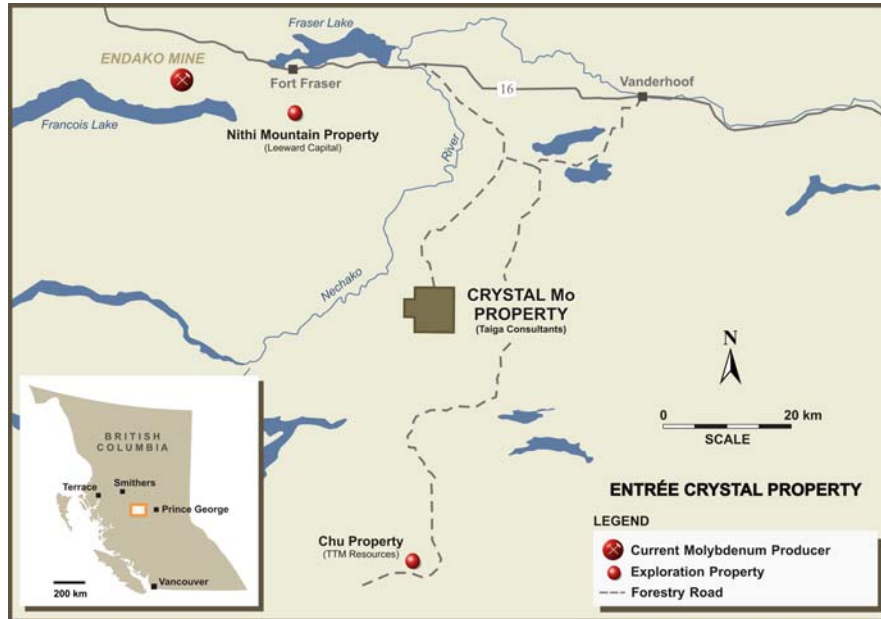 Fraser Lake
ENDAKO MINE
Fort Fraser
16
Vanderhoof
Francois Lake
Nithi Mountain Property
(Leeward Capital)
River
Nechako
CRYSTAL Mo
PROPERTY
(Taiga Consultants)
N
0 20 km
SCALE
BRITISH
COLUMBIA
Terrace
Smithers
Prince George
200 km
Vancouver
Chu Property
(TTM Resources)
ENTRÉE CRYSTAL PROPERTY
LEGEND
Current Molybdenum Producer
Exploration Property
Forestry Road